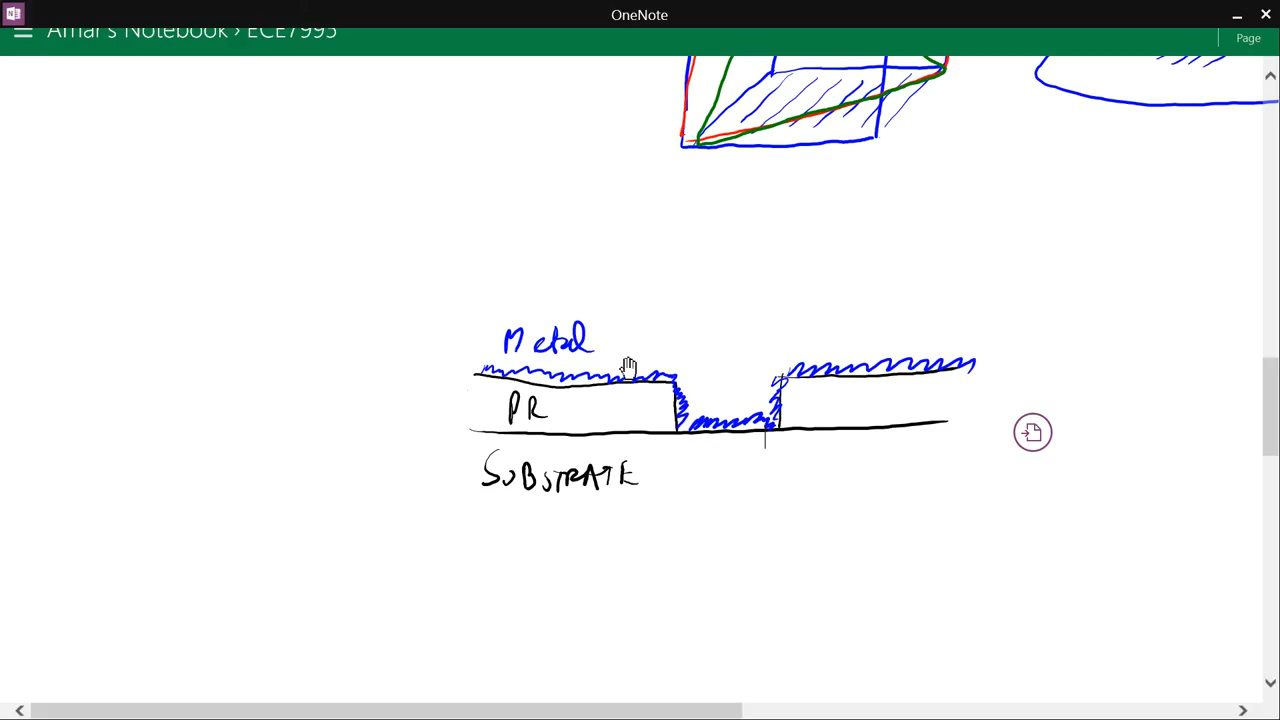 OneNote
Amar's Notebook › ECE7995
Page
Metal
PR
SUBSTRATE